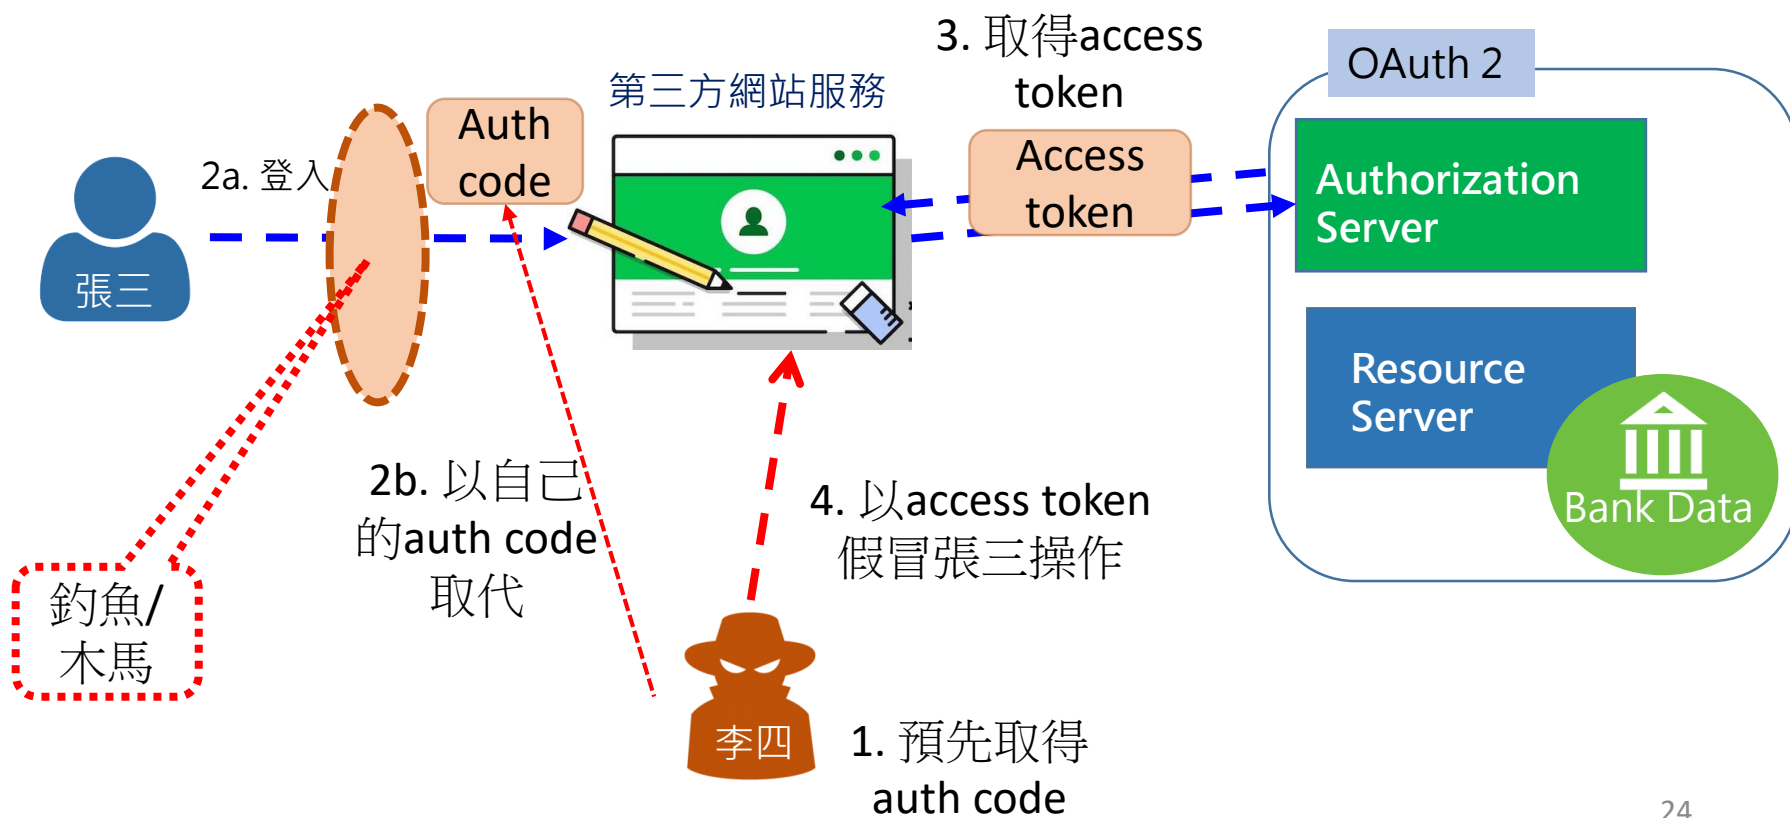 3. 取得access
token
OAuth 2
第三方網站服務
Auth
code
Access
token
2a. 登入
Authorization
Server
張三
Resource
Server
Bank Data
2b. 以自己
的auth code
取代
4. 以access token
假冒張三操作
釣魚/
木馬
李四
1. 預先取得
auth code
24